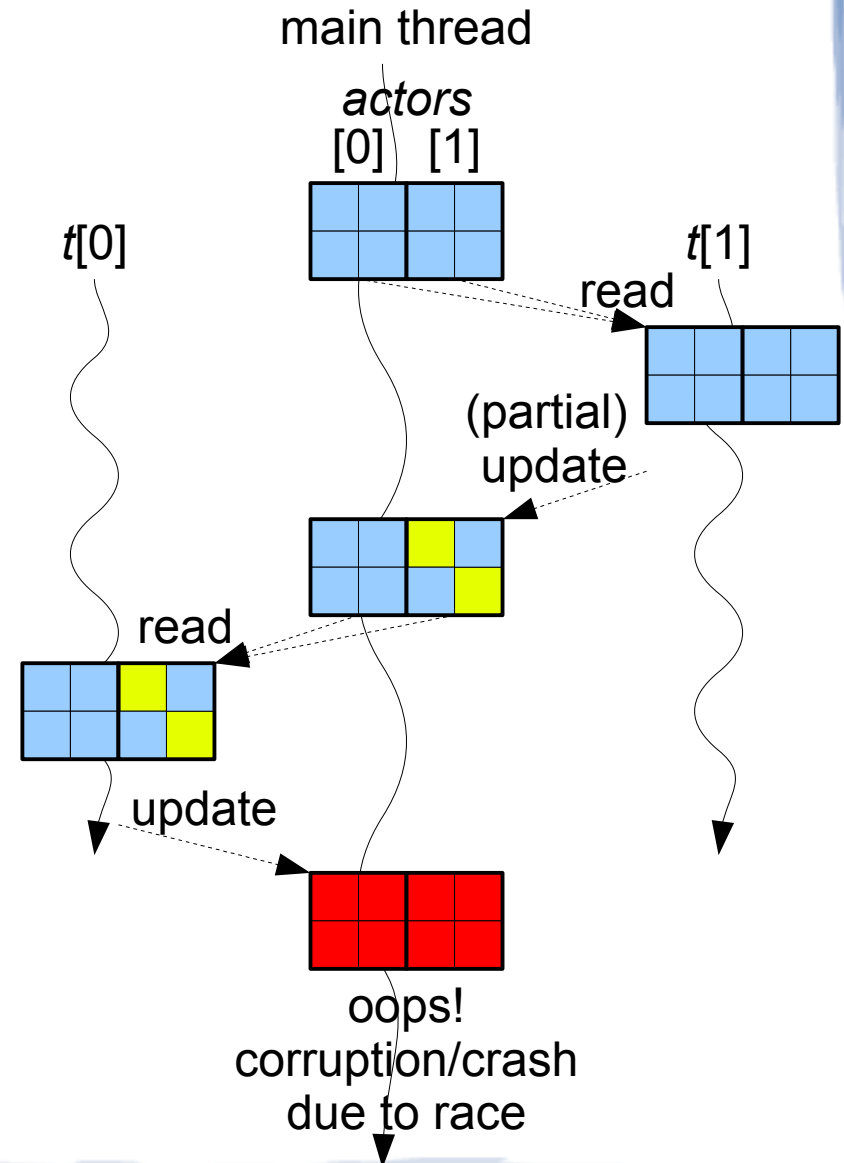 main thread
actors
[0] [1]
t[0]
t[1]
read
(partial)
update
read
update
oops!
corruption/crash
due to race